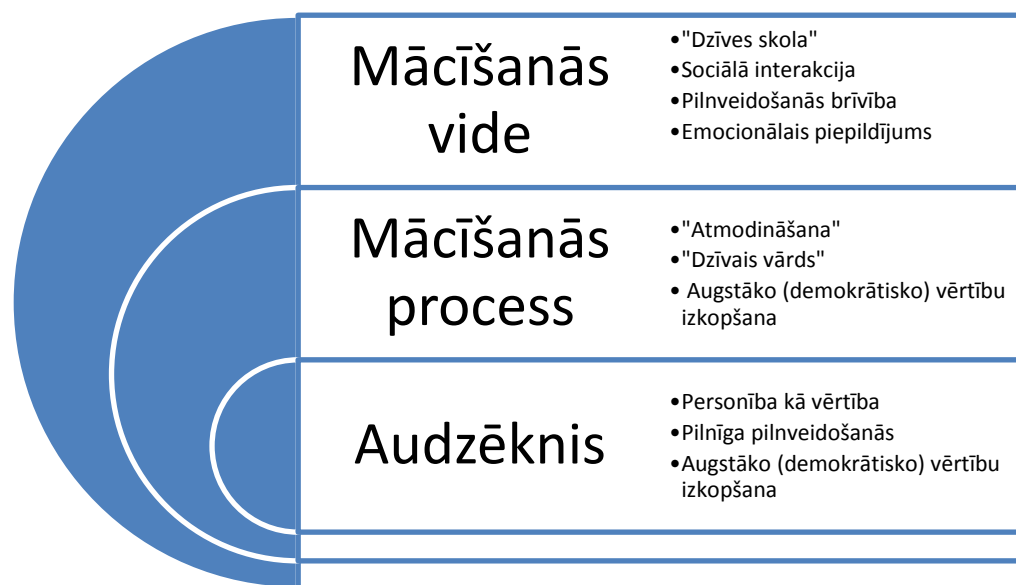 Mācīšanās
vide
•"Dzīves skola"
•Sociālā interakcija
•Pilnveidošanās brīvība
•Emocionālais piepildījums
Mācīšanās
process
•"Atmodināšana"
•"Dzīvais vārds"
• Augstāko (demokrātisko) vērtību
izkopšana
Audzēknis
•Personība kā vērtība
•Pilnīga pilnveidošanās
•Augstāko (demokrātisko) vērtību
izkopšana